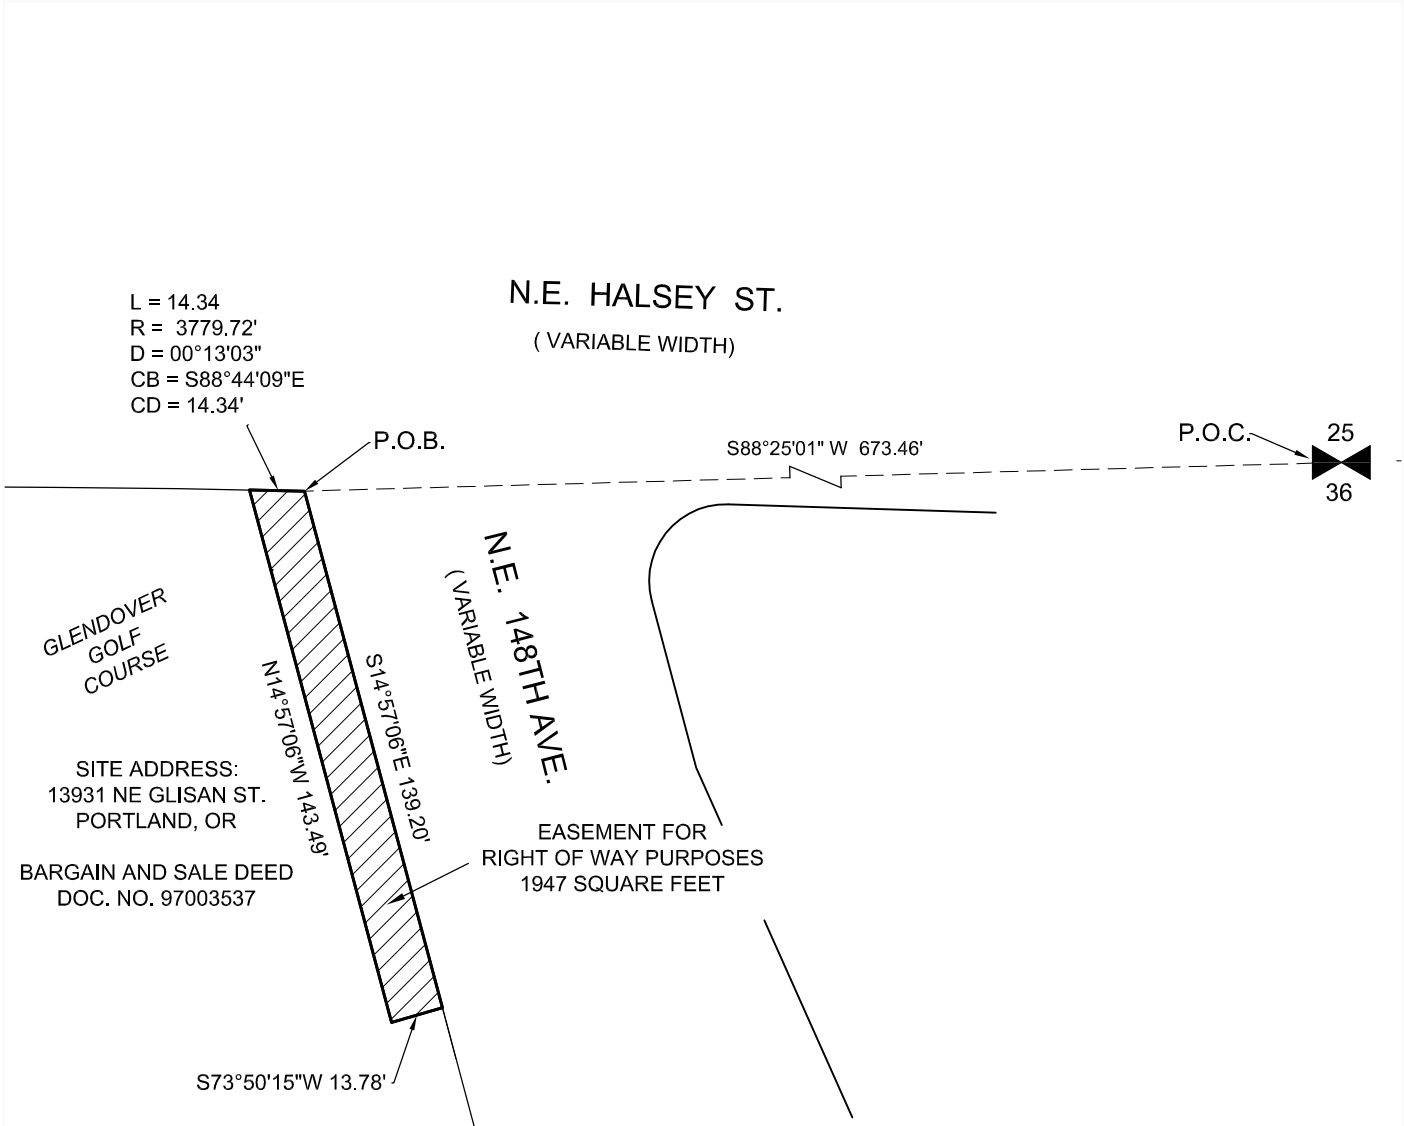 N.E. HALSEY ST.
( VARIABLE WIDTH)
L = 14.34
R = 3779.72'
D = 00°13'03"
CB = S88°44'09"E
CD = 14.34'
P.O.B.
S88°25'01" W 673.46'
P.O.C.
25
36
N.E. 148TH AVE.
( VARIABLE WIDTH)
GLENDOVER
GOLF
COURSE
N14°57'06"W 143.49'
S14°57'06"E 139.20'
SITE ADDRESS:
13931 NE GLISAN ST.
PORTLAND, OR
BARGAIN AND SALE DEED
DOC. NO. 97003537
EASEMENT FOR
RIGHT OF WAY PURPOSES
1947 SQUARE FEET
S73°50'15"W 13.78'